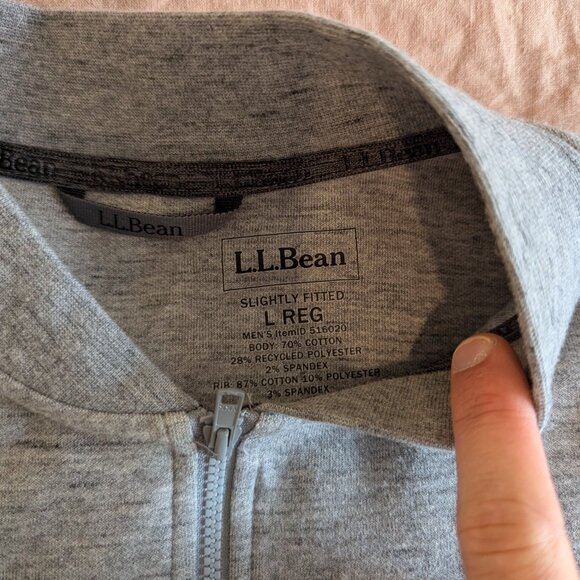 Bean
L.L.Bean
L.L.Bean
L.L.Bean
SLIGHTLY FITTED
L REG
MEN'S ItemID 516020
BODY: 70% COTTON
28% RECYCLED POLYESTER
2% SPANDEX
RIB: 87% COTTON 10% POLYESTER
3% SPANDEX